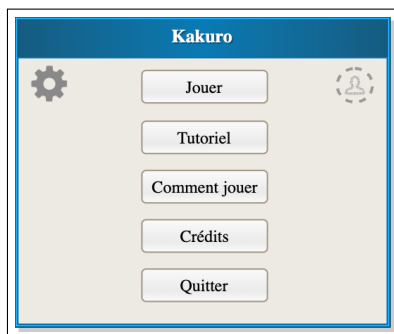 Kakuro
Jouer
Tutoriel
Comment jouer
Crédits
Quitter